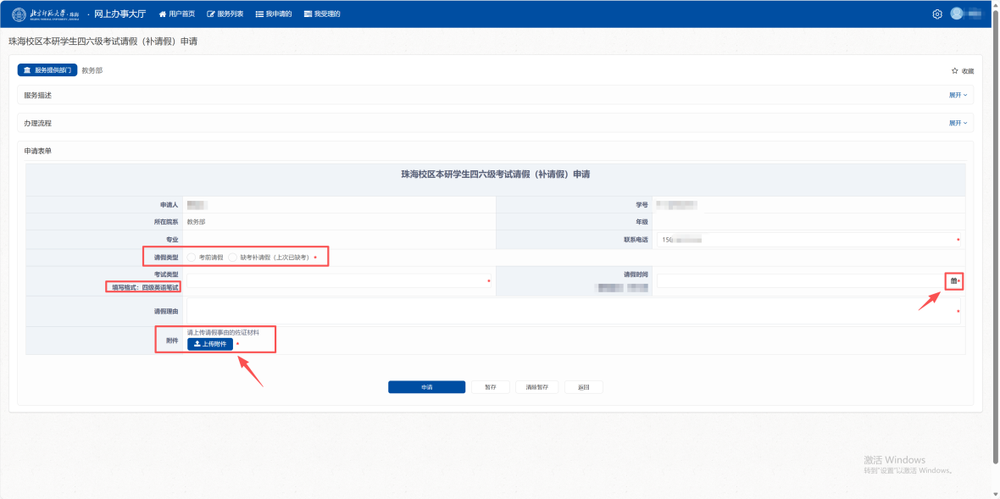 北京师范大学·珠海 · 网上办事大厅 用户首页 服务列表 我申请的 我受理的
珠海校区本研学生四六级考试请假（补请假）申请
服务提供部门 教务部 收藏
服务描述 展开
办理流程 展开
申请表单
珠海校区本研学生四六级考试请假（补请假）申请
申请人 学号
所在院系 教务部 年级
专业 联系电话 150 *
请假类型 考前请假 缺考补请假（上次已缺考） *
考试类型 * 请假时间 *
填写格式：四级英语笔试
请假理由 *
附件 请上传请假事由的佐证材料
上传附件 *
申请 暂存 清除暂存 返回
激活 Windows
转到"设置"以激活 Windows。